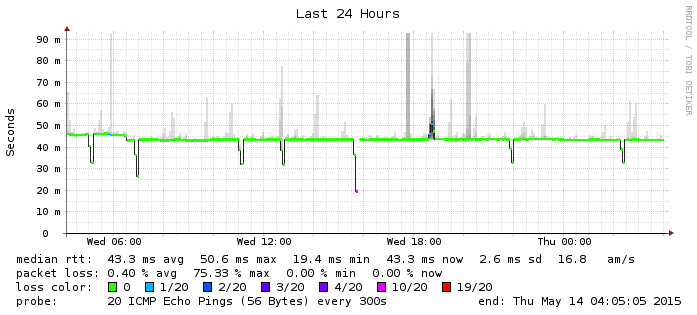 Last 24 Hours
RRDTOOL / TOBI OETIKER
Seconds
90 m
80 m
70 m
60 m
50 m
40 m
30 m
20 m
10 m
0
Wed 06:00 Wed 12:00 Wed 18:00 Thu 00:00
median rtt: 43.3 ms avg 50.6 ms max 19.4 ms min 43.3 ms now 2.6 ms sd 16.8 am/s
packet loss: 0.40 % avg 75.33 % max 0.00 % min 0.00 % now
loss color: 0 1/20 2/20 3/20 4/20 10/20 19/20
probe: 20 ICMP Echo Pings (56 Bytes) every 300s end: Thu May 14 04:05:05 2015